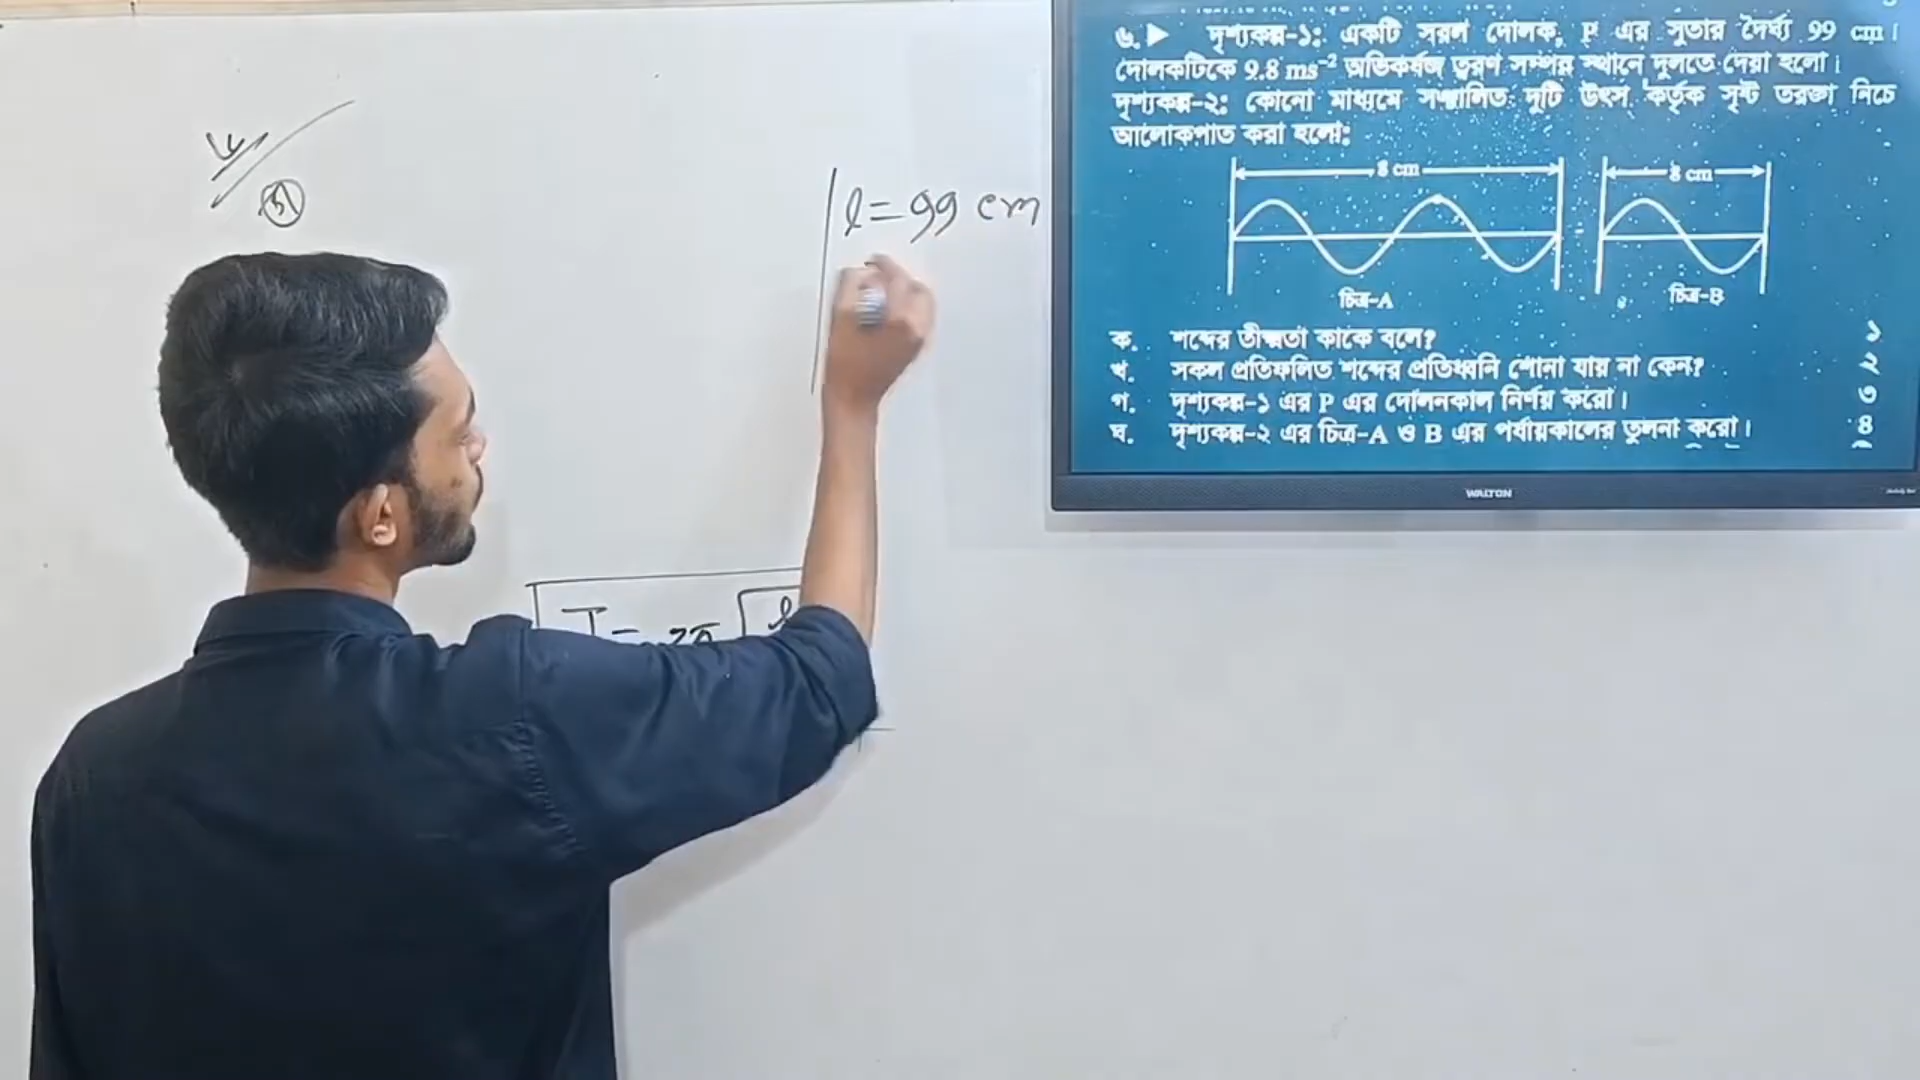 ৬
গ
l = 99 cm
T = 2π √l
৬. ▶ দৃশ্যকল্প-১: একটি সরল দোলক, P এর সুতার দৈর্ঘ্য 99 cm।
দোলকটিকে 9.8 ms⁻² অভিকর্ষজ ত্বরণ সম্পন্ন স্থানে দুলতে দেয়া হলো।
দৃশ্যকল্প-২: কোনো মাধ্যমে সঞ্চালিত দুটি উৎস কর্তৃক সৃষ্ট তরঙ্গ নিচে
আলোকপাত করা হলো:
8 cm 8 cm
চিত্র-A চিত্র-B
ক. শব্দের তীক্ষ্ণতা কাকে বলে? ১
খ. সকল প্রতিফলিত শব্দের প্রতিধ্বনি শোনা যায় না কেন? ২
গ. দৃশ্যকল্প-১ এর P এর দোলনকাল নির্ণয় করো। ৩
ঘ. দৃশ্যকল্প-২ এর চিত্র-A ও B এর পর্যায়কালের তুলনা করো। 8
WALTON